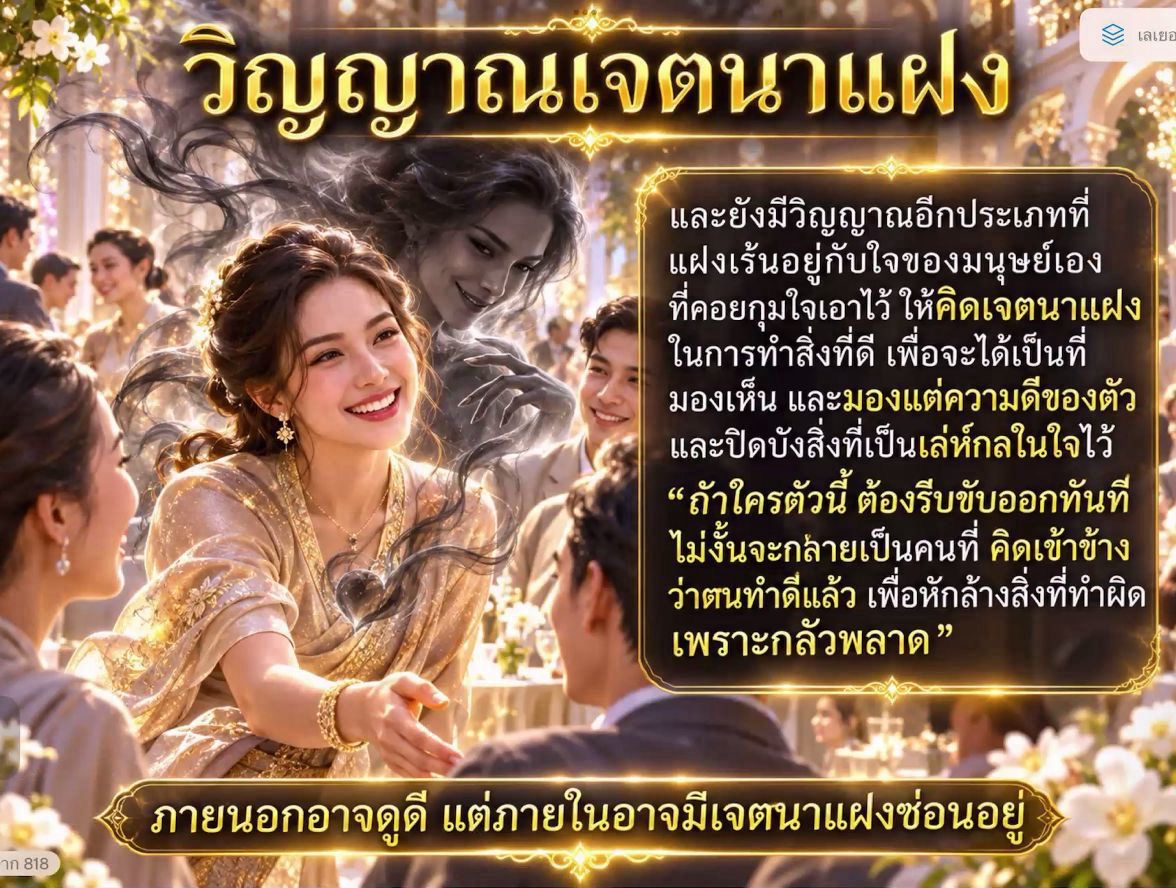 วิญญาณเจตนาแฝง
เลเยอ
และยังมีวิญญาณอีกประเภทที่
แฝงเร้นอยู่กับใจของมนุษย์เอง
ที่คอยกุมใจเอาไว้ ให้คิดเจตนาแฝง
ในการทำสิ่งที่ดี เพื่อจะได้เป็นที่
มองเห็น และมองแต่ความดีของตัว
และปิดบังสิ่งที่เป็นเล่ห์กลในใจไว้
“ถ้าใครตัวนี้ ต้องรีบขับออกทันที
ไม่งั้นจะกลายเป็นคนที่ คิดเข้าข้าง
ว่าตนทำดีแล้ว เพื่อหักล้างสิ่งที่ทำผิด
เพราะกลัวพลาด”
ภายนอกอาจดูดี แต่ภายในอาจมีเจตนาแฝงซ่อนอยู่
าก 818